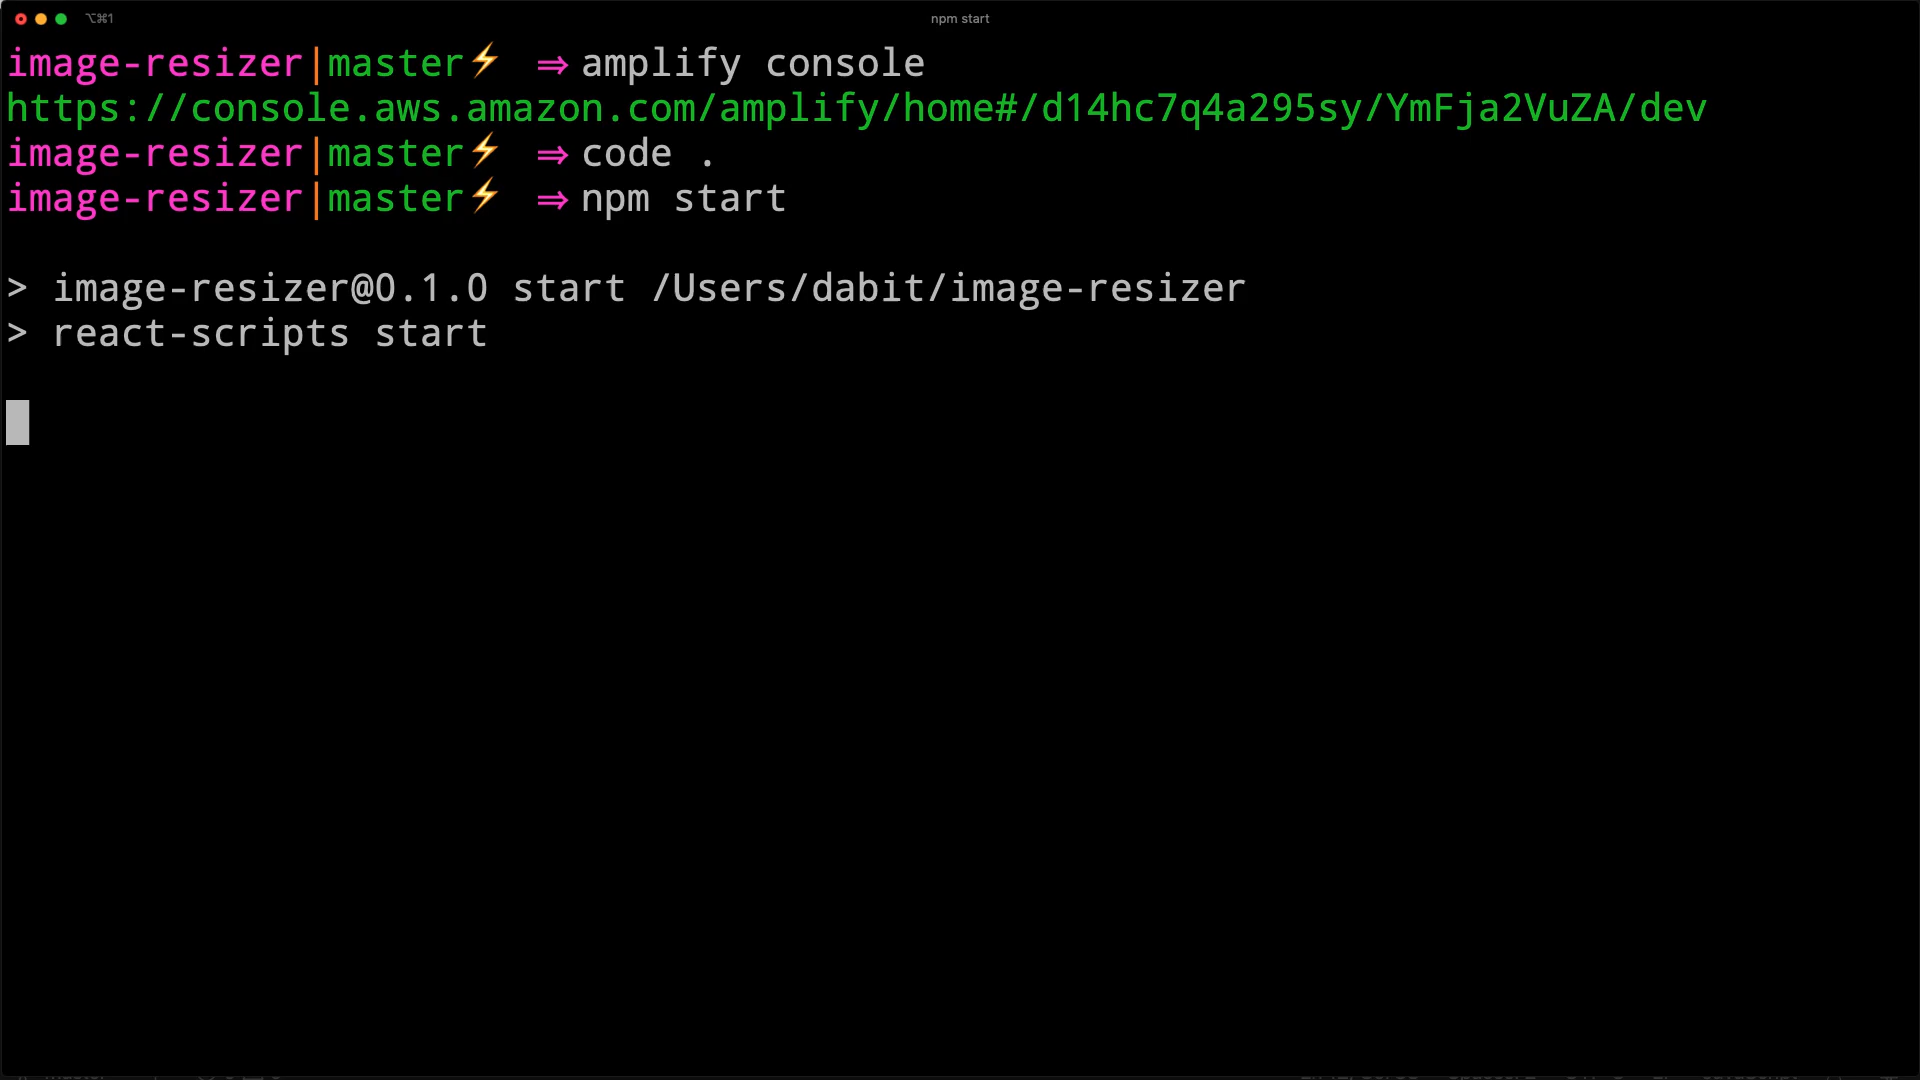 ⌥⌘1
npm start
image-resizer|master⚡ ⇒ amplify console
https://console.aws.amazon.com/amplify/home#/d14hc7q4a295sy/YmFja2VuZA/dev
image-resizer|master⚡ ⇒ code .
image-resizer|master⚡ ⇒ npm start
> image-resizer@0.1.0 start /Users/dabit/image-resizer
> react-scripts start